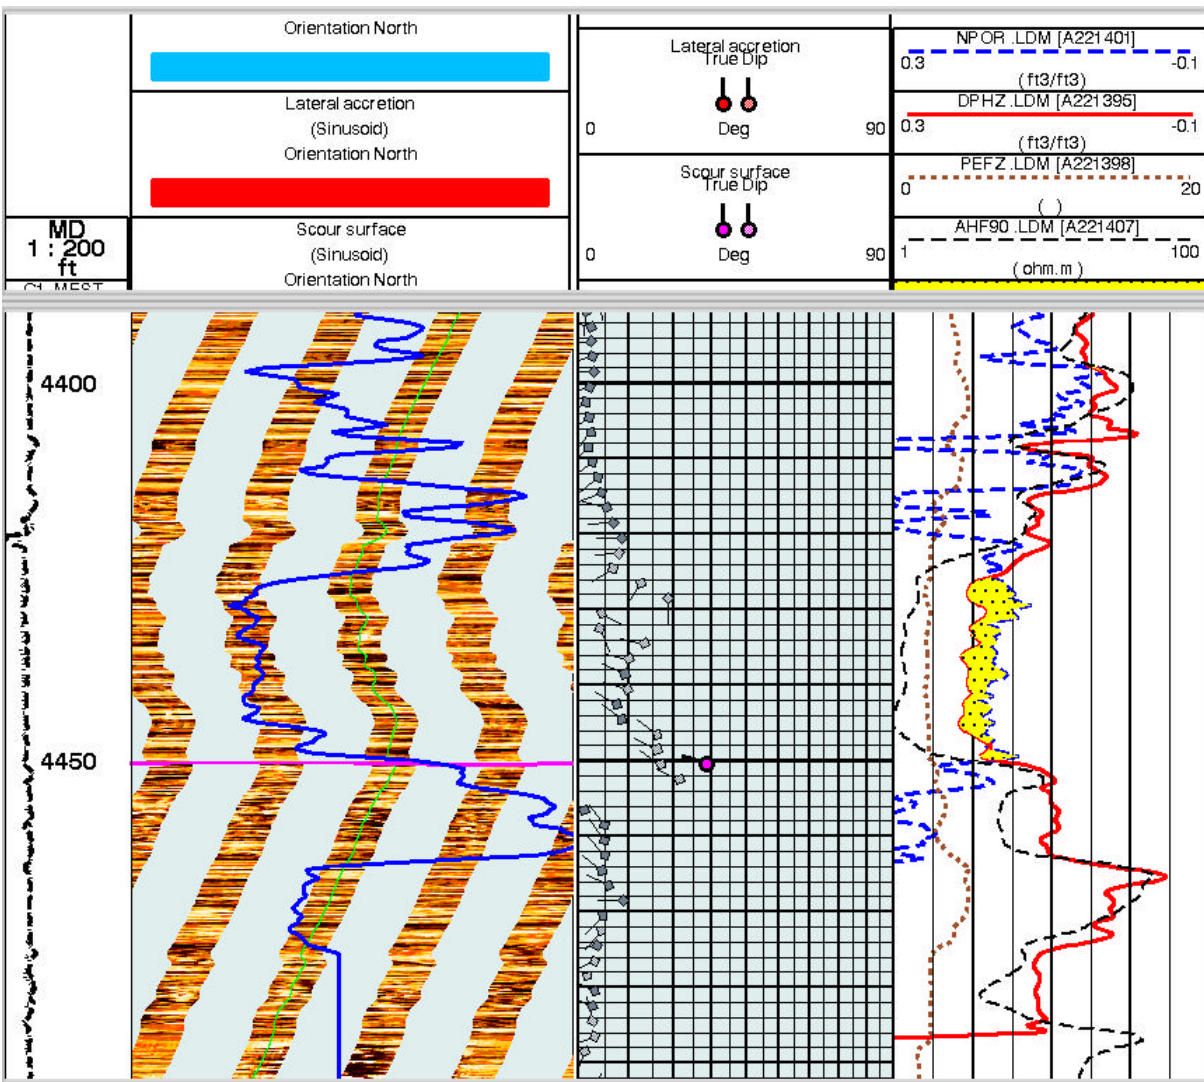 Orientation North
Lateral accretion
(Sinusoid)
Orientation North
MD
1 : 200
ft
C1 MEST
Scour surface
(Sinusoid)
Orientation North
Lateral accretion
True Dip
0 Deg 90
Scour surface
True Dip
0 Deg 90
NPOR .LDM [A221401]
0.3 -0.1
(ft3/ft3)
DPHZ .LDM [A221395]
0.3 -0.1
(ft3/ft3)
PEFZ .LDM [A221398]
0 20
( )
AHF90 .LDM [A221407]
1 100
(ohm.m)
4400
4450